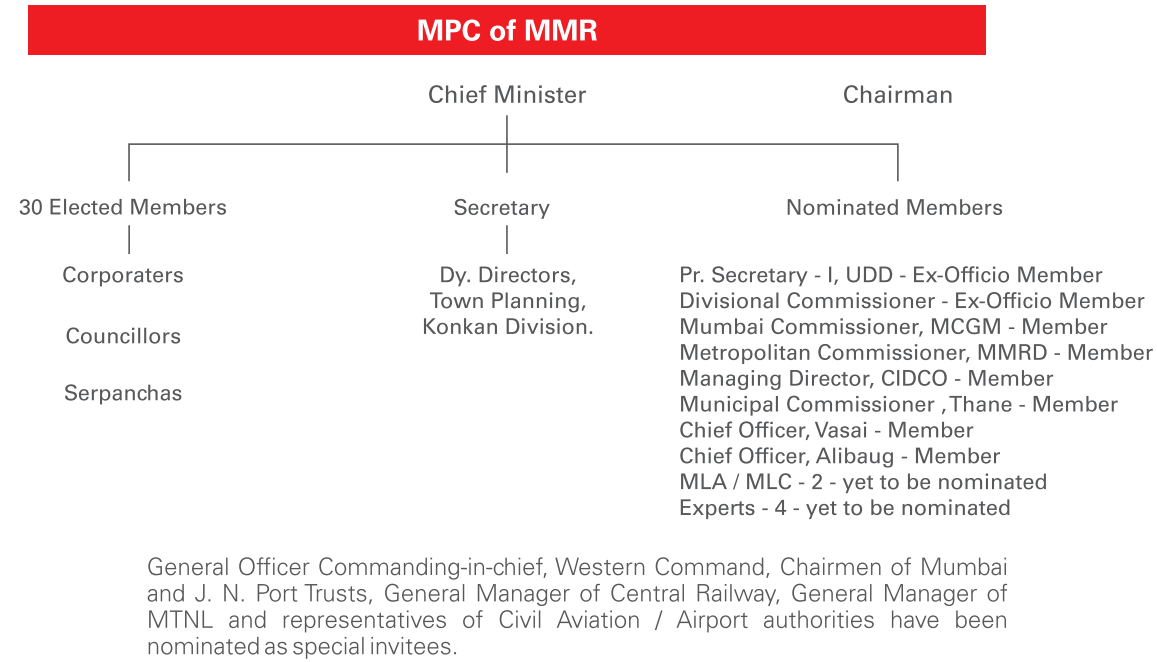 MPC of MMR
Chief Minister
Chairman
30 Elected Members
Secretary
Nominated Members
Corporaters
Councillors
Serpanchas
Dy. Directors,
Town Planning,
Konkan Division.
Pr. Secretary - I, UDD - Ex-Officio Member
Divisional Commissioner - Ex-Officio Member
Mumbai Commissioner, MCGM - Member
Metropolitan Commissioner, MMRD - Member
Managing Director, CIDCO - Member
Municipal Commissioner , Thane - Member
Chief Officer, Vasai - Member
Chief Officer, Alibaug - Member
MLA / MLC - 2 - yet to be nominated
Experts - 4 - yet to be nominated
General Officer Commanding-in-chief, Western Command, Chairmen of Mumbai
and J. N. Port Trusts, General Manager of Central Railway, General Manager of
MTNL and representatives of Civil Aviation / Airport authorities have been
nominated as special invitees.